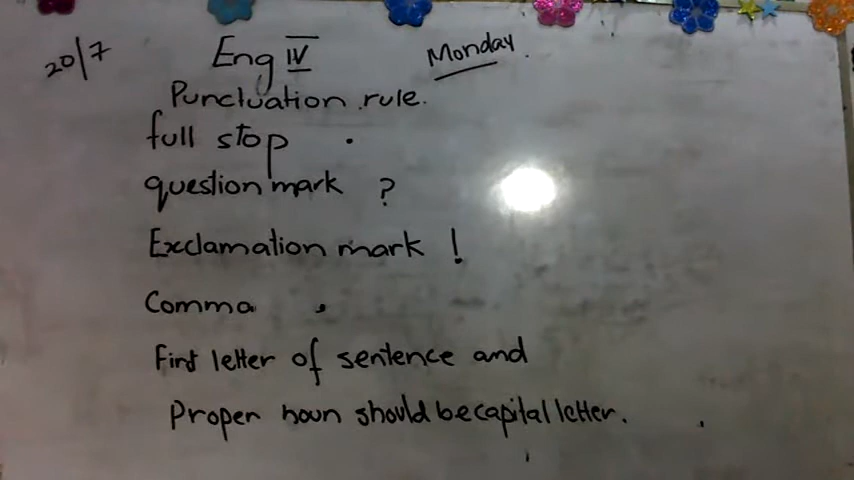 20/7 Eng IV Monday.
Punctuation rule.
full stop .
question mark ?
Exclamation mark !
Comma ,
First letter of sentence and
Proper noun should be capital letter.